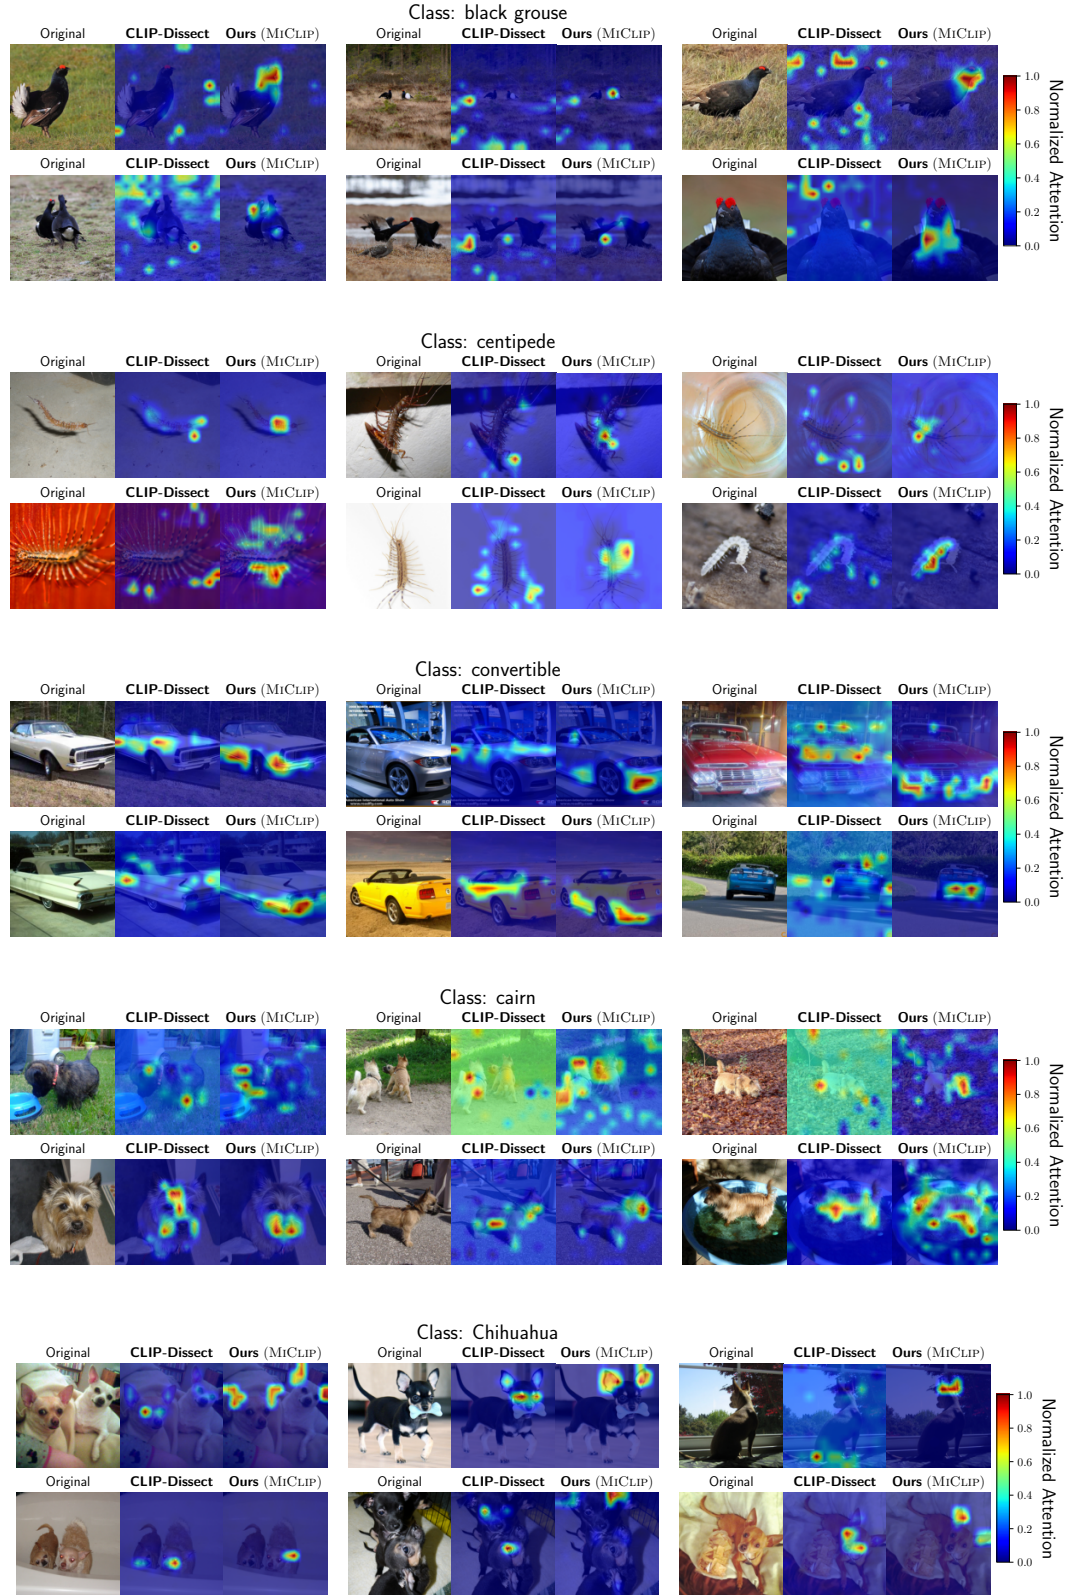 Class: black grouse
Original CLIP-Dissect Ours (MICLIP) Original CLIP-Dissect Ours (MICLIP) Original CLIP-Dissect Ours (MICLIP)
Original CLIP-Dissect Ours (MICLIP) Original CLIP-Dissect Ours (MICLIP) Original CLIP-Dissect Ours (MICLIP)
1.0
0.8
0.6
0.4
0.2
0.0
Normalized Attention
Class: centipede
Original CLIP-Dissect Ours (MICLIP) Original CLIP-Dissect Ours (MICLIP) Original CLIP-Dissect Ours (MICLIP)
Original CLIP-Dissect Ours (MICLIP) Original CLIP-Dissect Ours (MICLIP) Original CLIP-Dissect Ours (MICLIP)
1.0
0.8
0.6
0.4
0.2
0.0
Normalized Attention
Class: convertible
Original CLIP-Dissect Ours (MICLIP) Original CLIP-Dissect Ours (MICLIP) Original CLIP-Dissect Ours (MICLIP)
Original CLIP-Dissect Ours (MICLIP) Original CLIP-Dissect Ours (MICLIP) Original CLIP-Dissect Ours (MICLIP)
1.0
0.8
0.6
0.4
0.2
0.0
Normalized Attention
Class: cairn
Original CLIP-Dissect Ours (MICLIP) Original CLIP-Dissect Ours (MICLIP) Original CLIP-Dissect Ours (MICLIP)
Original CLIP-Dissect Ours (MICLIP) Original CLIP-Dissect Ours (MICLIP) Original CLIP-Dissect Ours (MICLIP)
1.0
0.8
0.6
0.4
0.2
0.0
Normalized Attention
Class: Chihuahua
Original CLIP-Dissect Ours (MICLIP) Original CLIP-Dissect Ours (MICLIP) Original CLIP-Dissect Ours (MICLIP)
Original CLIP-Dissect Ours (MICLIP) Original CLIP-Dissect Ours (MICLIP) Original CLIP-Dissect Ours (MICLIP)
1.0
0.8
0.6
0.4
0.2
0.0
Normalized Attention